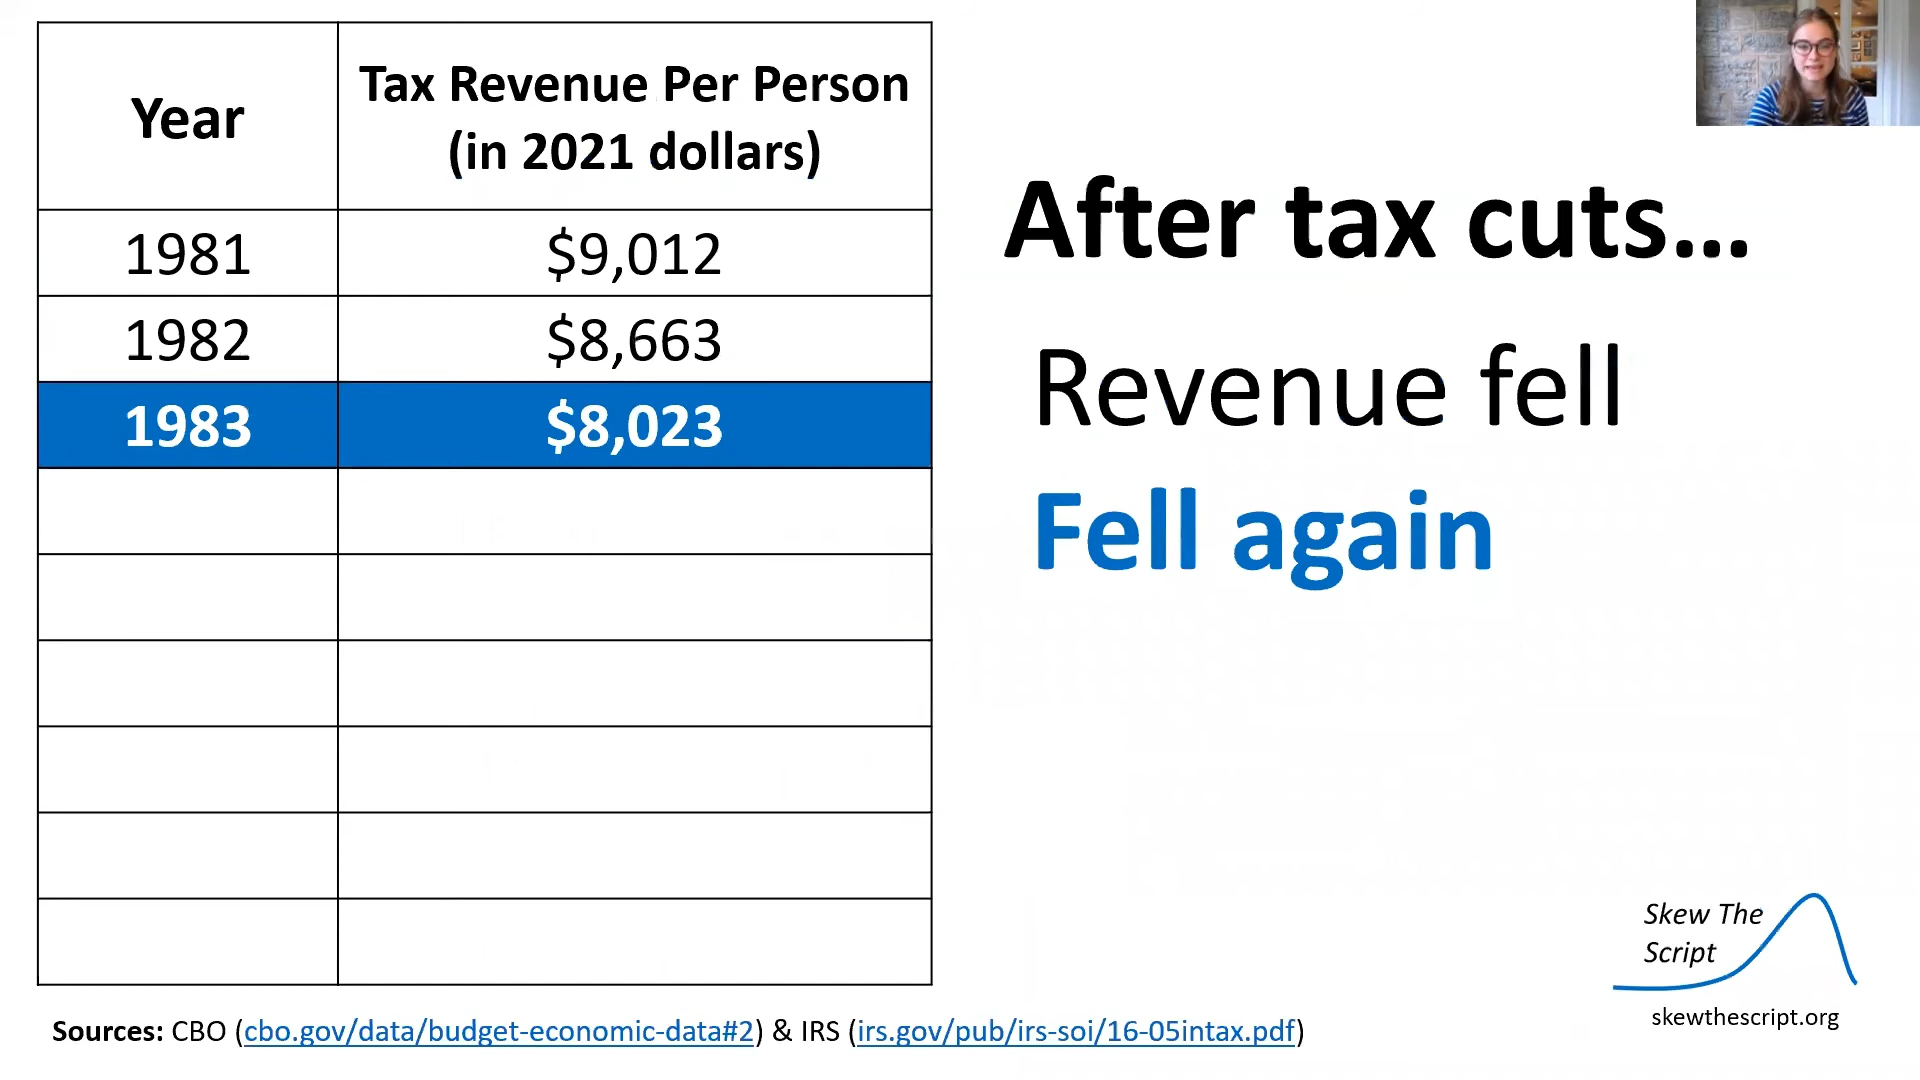 Year
Tax Revenue Per Person
(in 2021 dollars)
1981
$9,012
1982
$8,663
1983
$8,023
After tax cuts...
Revenue fell
Fell again
Skew The
Script
skewthescript.org
Sources: CBO (cbo.gov/data/budget-economic-data#2) & IRS (irs.gov/pub/irs-soi/16-05intax.pdf)